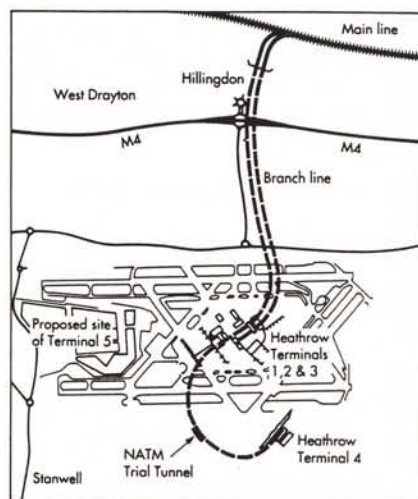 Main line
Hillingdon
West Drayton
M4
M4
Branch line
Proposed site
of Terminal 5
Heathrow
Terminals
1,2 & 3
NATM
Trial Tunnel
Heathrow
Terminal 4
Stanwell